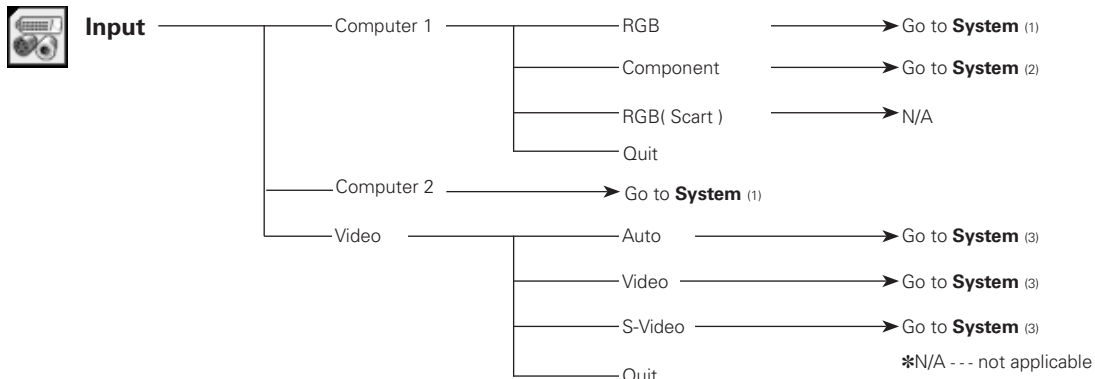 Input Computer 1 RGB Go to System (1)
Component Go to System (2)
RGB( Scart ) N/A
Quit
Computer 2 Go to System (1)
Video Auto Go to System (3)
Video Go to System (3)
S-Video Go to System (3)
✽N/A - - - not applicable
Quit